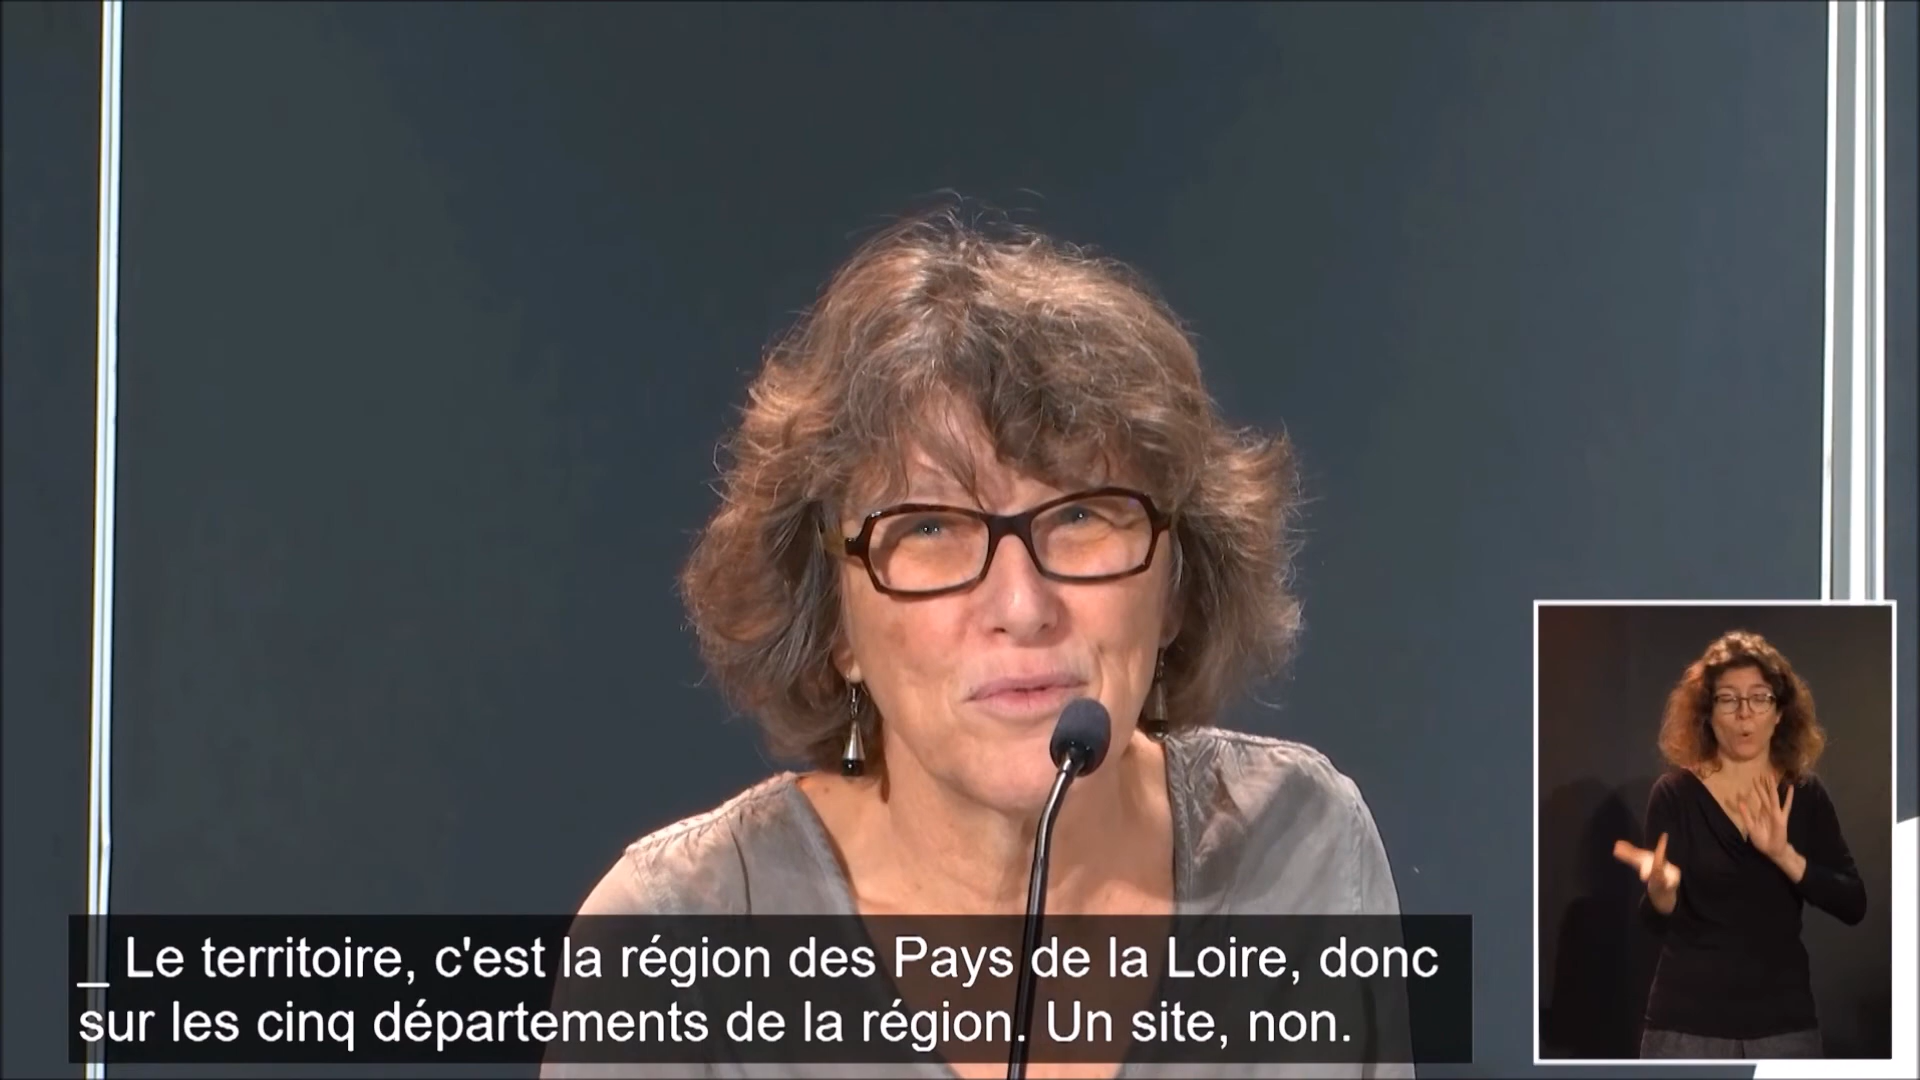 _ Le territoire, c'est la région des Pays de la Loire, donc
sur les cinq départements de la région. Un site, non.